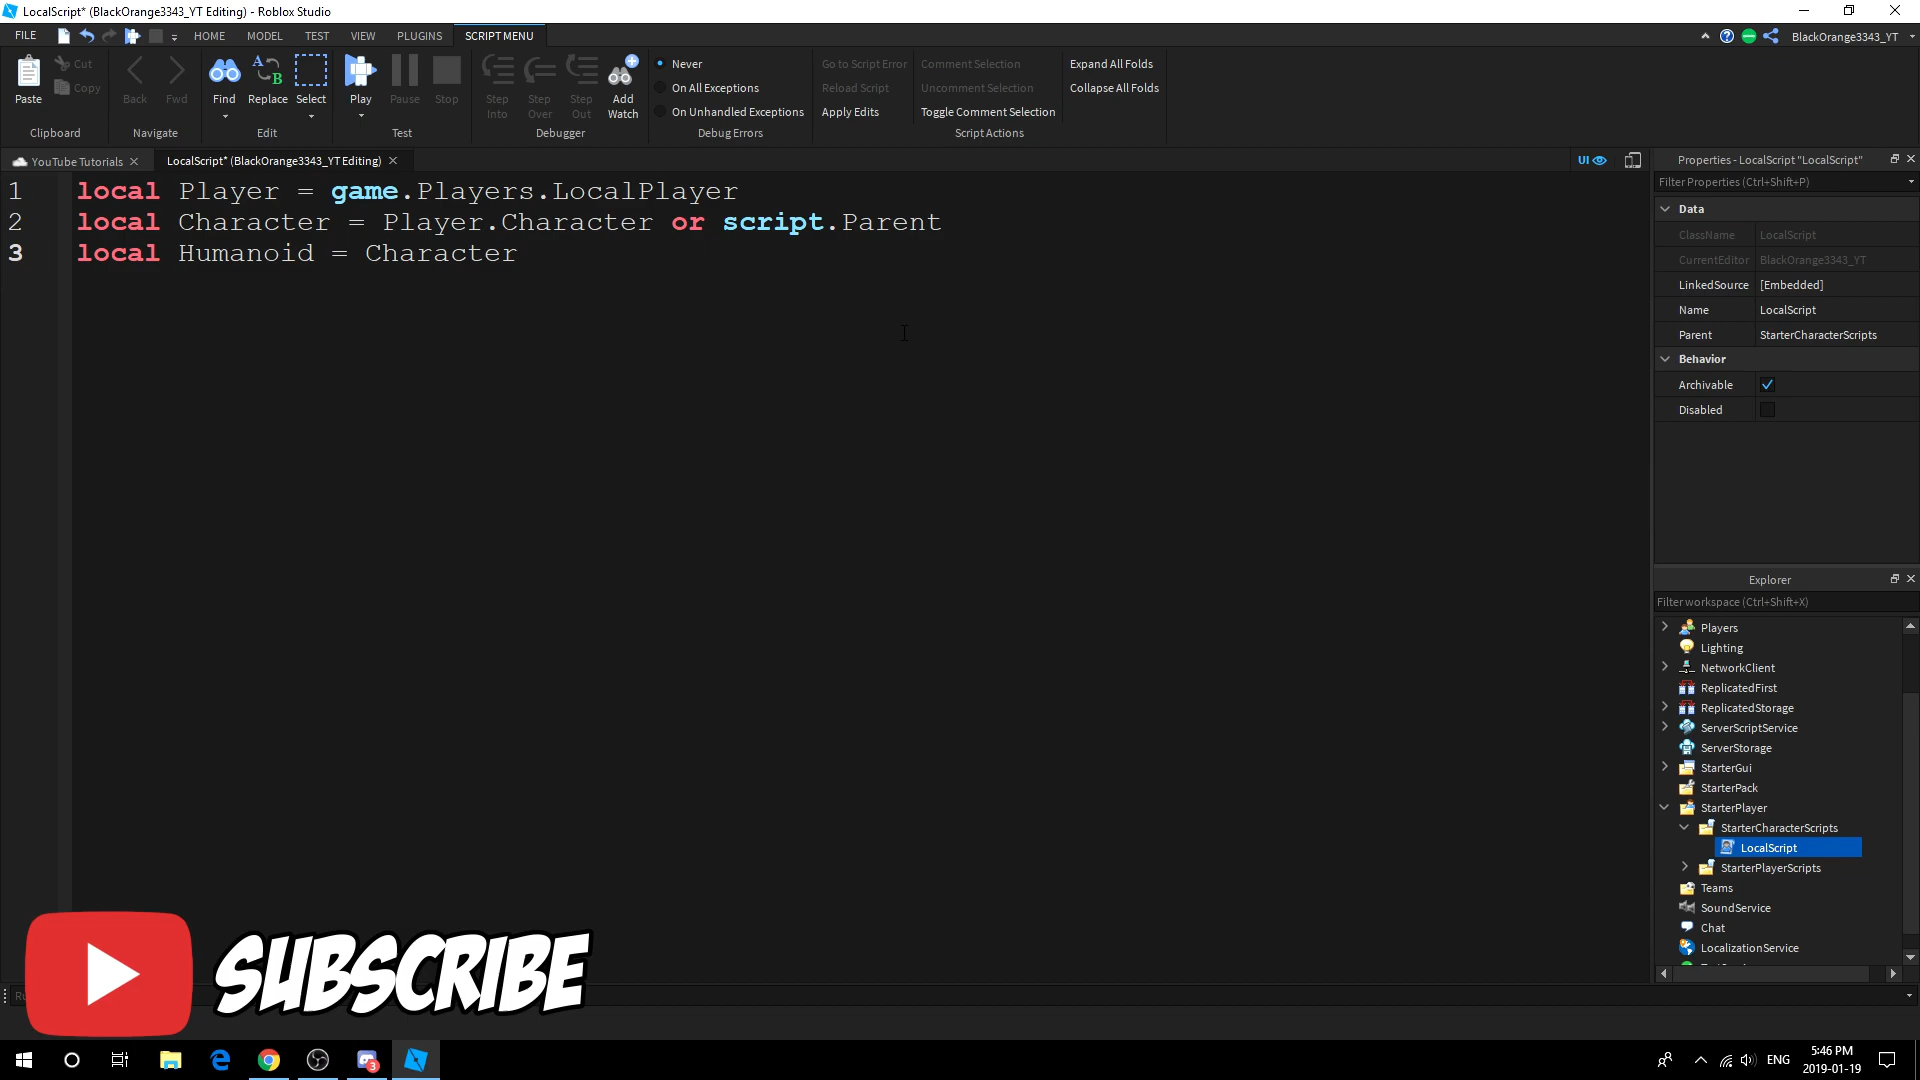 LocalScript* (BlackOrange3343_YT Editing) - Roblox Studio
FILE HOME MODEL TEST VIEW PLUGINS SCRIPT MENU BlackOrange3343_YT
Paste Cut Copy Clipboard
Back Fwd Navigate
Find Replace Select Edit
Play Pause Stop Test
Step Into Step Over Step Out Add Watch Debugger
Never
On All Exceptions
On Unhandled Exceptions
Debug Errors
Go to Script Error
Reload Script
Apply Edits
Comment Selection
Uncomment Selection
Toggle Comment Selection
Script Actions
Expand All Folds
Collapse All Folds
YouTube Tutorials LocalScript* (BlackOrange3343_YT Editing) UI
1 local Player = game.Players.LocalPlayer
2 local Character = Player.Character or script.Parent
3 local Humanoid = Character
Properties - LocalScript "LocalScript"
Filter Properties (Ctrl+Shift+P)
Data
ClassName LocalScript
CurrentEditor BlackOrange3343_YT
LinkedSource [Embedded]
Name LocalScript
Parent StarterCharacterScripts
Behavior
Archivable
Disabled
Explorer
Filter workspace (Ctrl+Shift+X)
Players
Lighting
NetworkClient
ReplicatedFirst
ReplicatedStorage
ServerScriptService
ServerStorage
StarterGui
StarterPack
StarterPlayer
StarterCharacterScripts
LocalScript
StarterPlayerScripts
Teams
SoundService
Chat
LocalizationService
SUBSCRIBE
3
ENG
5:46 PM
2019-01-19